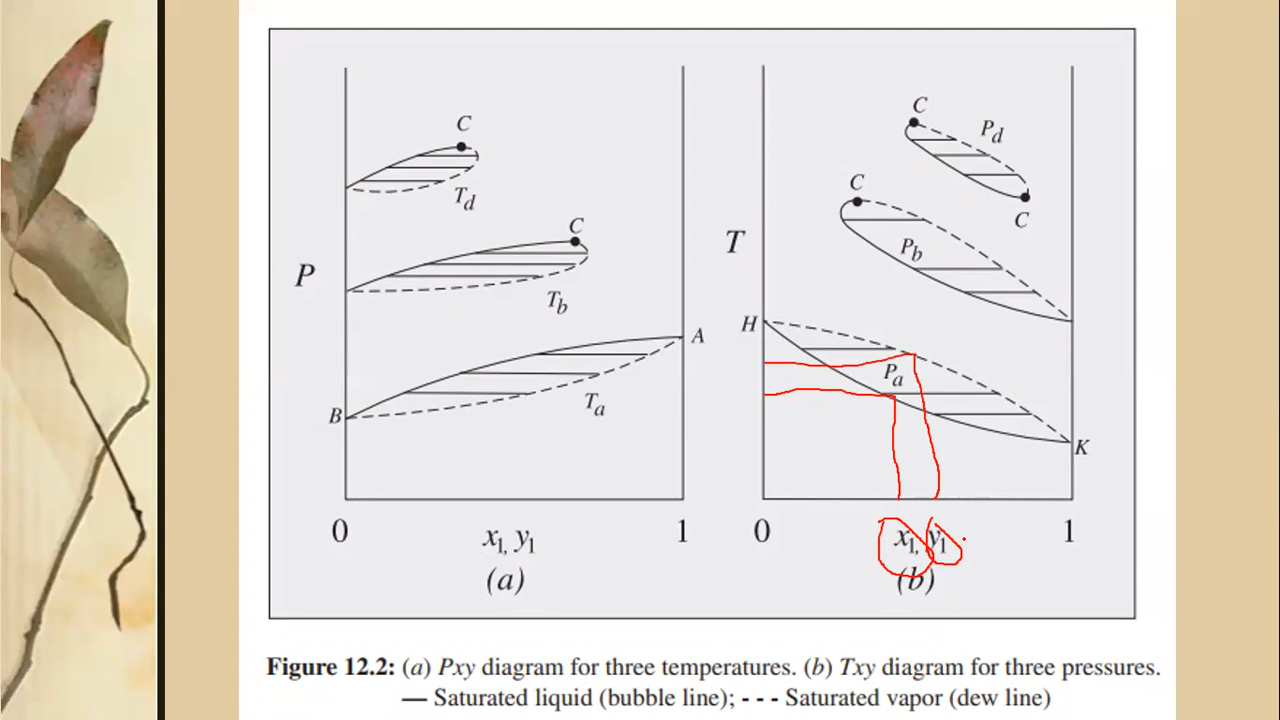 C
T_d
C
T_b
P
A
B
T_a
0
x_1, y_1
1
(a)
C
P_d
C
C
P_b
T
H
P_a
K
0
x_1, y_1
1
(b)
Figure 12.2: (a) Pxy diagram for three temperatures. (b) Txy diagram for three pressures.
— Saturated liquid (bubble line); - - - Saturated vapor (dew line)